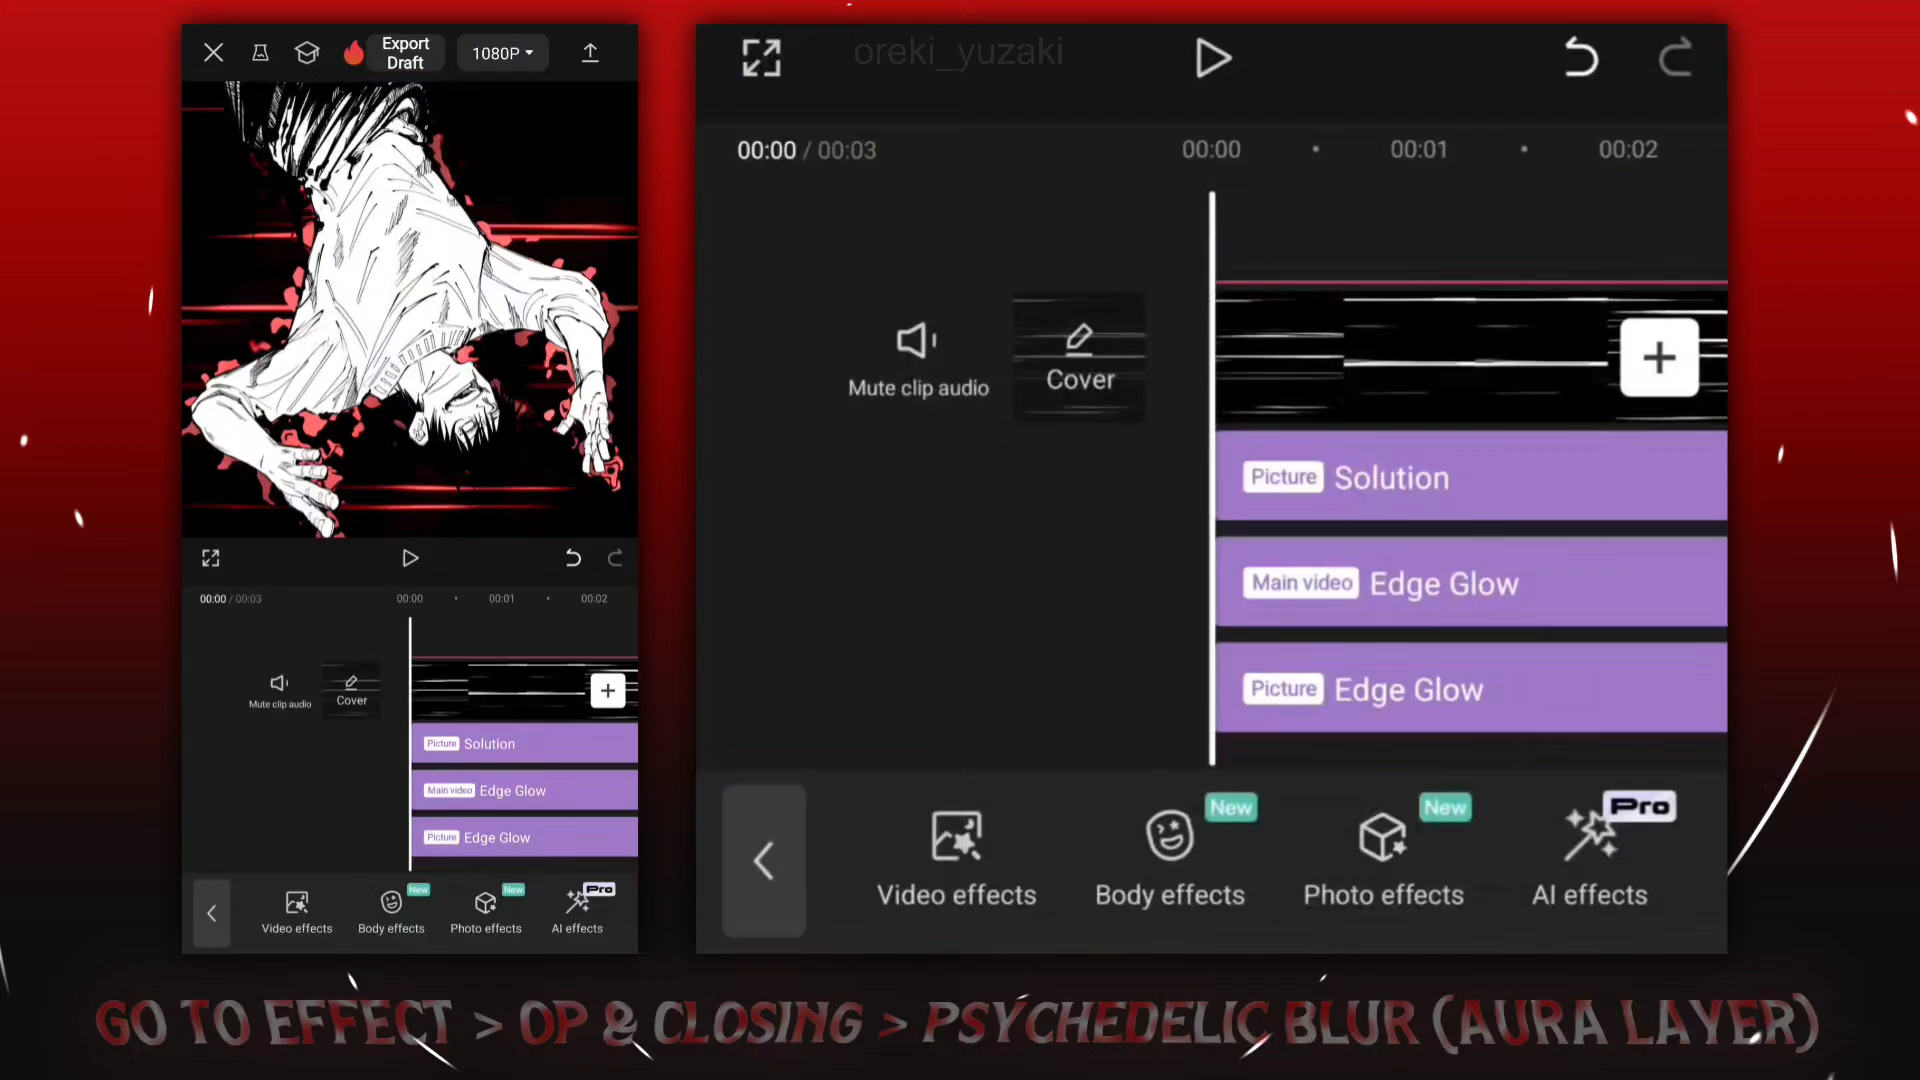 Export
Draft
1080P
00:00 / 00:03
00:00
00:01
00:02
Mute clip audio
Cover
Picture Solution
Main video Edge Glow
Picture Edge Glow
Video effects
New
Body effects
New
Photo effects
Pro
AI effects
oreki_yuzaki
00:00 / 00:03
00:00
00:01
00:02
Mute clip audio
Cover
Picture Solution
Main video Edge Glow
Picture Edge Glow
Video effects
New
Body effects
New
Photo effects
Pro
AI effects
GO TO EFFECT > OP & CLOSING > PSYCHEDELIC BLUR (AURA LAYER)